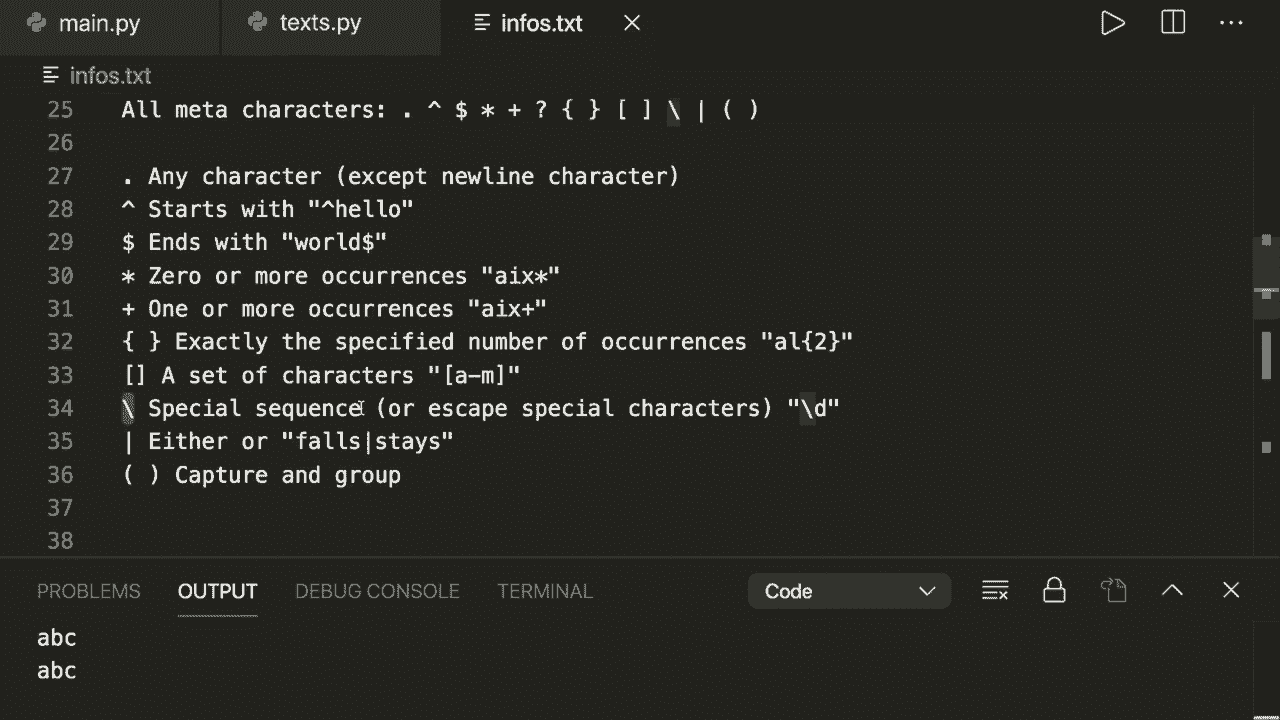 main.py texts.py infos.txt
infos.txt
25 All meta characters: . ^ $ * + ? { } [ ] \ | ( )
26
27 . Any character (except newline character)
28 ^ Starts with "^hello"
29 $ Ends with "world$"
30 * Zero or more occurrences "aix*"
31 + One or more occurrences "aix+"
32 { } Exactly the specified number of occurrences "al{2}"
33 [] A set of characters "[a-m]"
34 \ Special sequence (or escape special characters) "\d"
35 | Either or "falls|stays"
36 ( ) Capture and group
37
38
PROBLEMS OUTPUT DEBUG CONSOLE TERMINAL Code
abc
abc